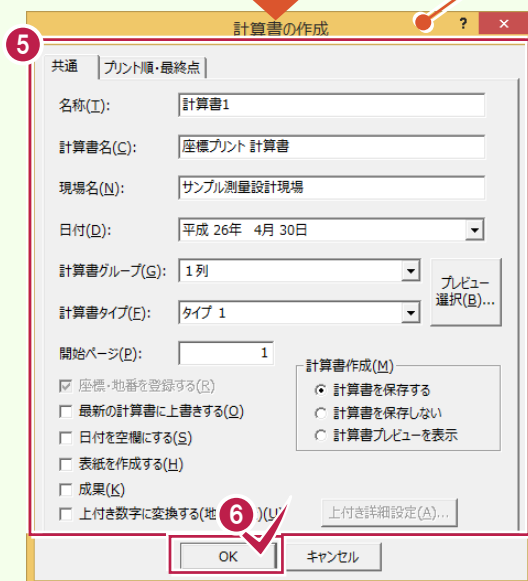 計算書の作成
? ×
5
共通 プリント順・最終点
名称(T): 計算書1
計算書名(C): 座標プリント 計算書
現場名(N): サンプル測量設計現場
日付(D): 平成 26年 4月 30日
計算書グループ(G): 1列
プレビュー
選択(B)...
計算書タイプ(F): タイプ 1
開始ページ(P): 1
計算書作成(M)
座標・地番を登録する(R)
計算書を保存する
最新の計算書に上書きする(O)
計算書を保存しない
日付を空欄にする(S)
計算書プレビューを表示
表紙を作成する(H)
成果(K)
上付き数字に変換する(地 )(U
6
上付き詳細設定(A)...
OK キャンセル